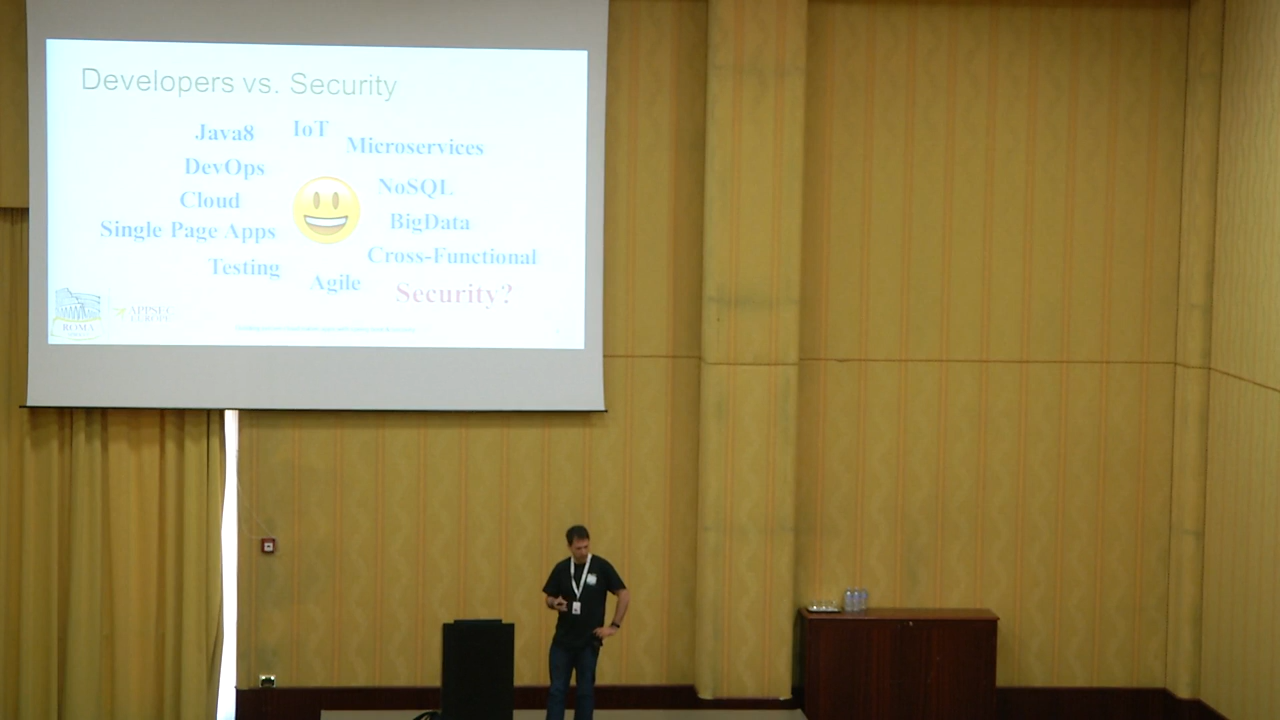 Developers vs. Security
Java8
IoT
Microservices
DevOps
NoSQL
Cloud
BigData
Single Page Apps
Cross-Functional
Testing
Agile
Security?
ROMA
APPSEC
EUROPE